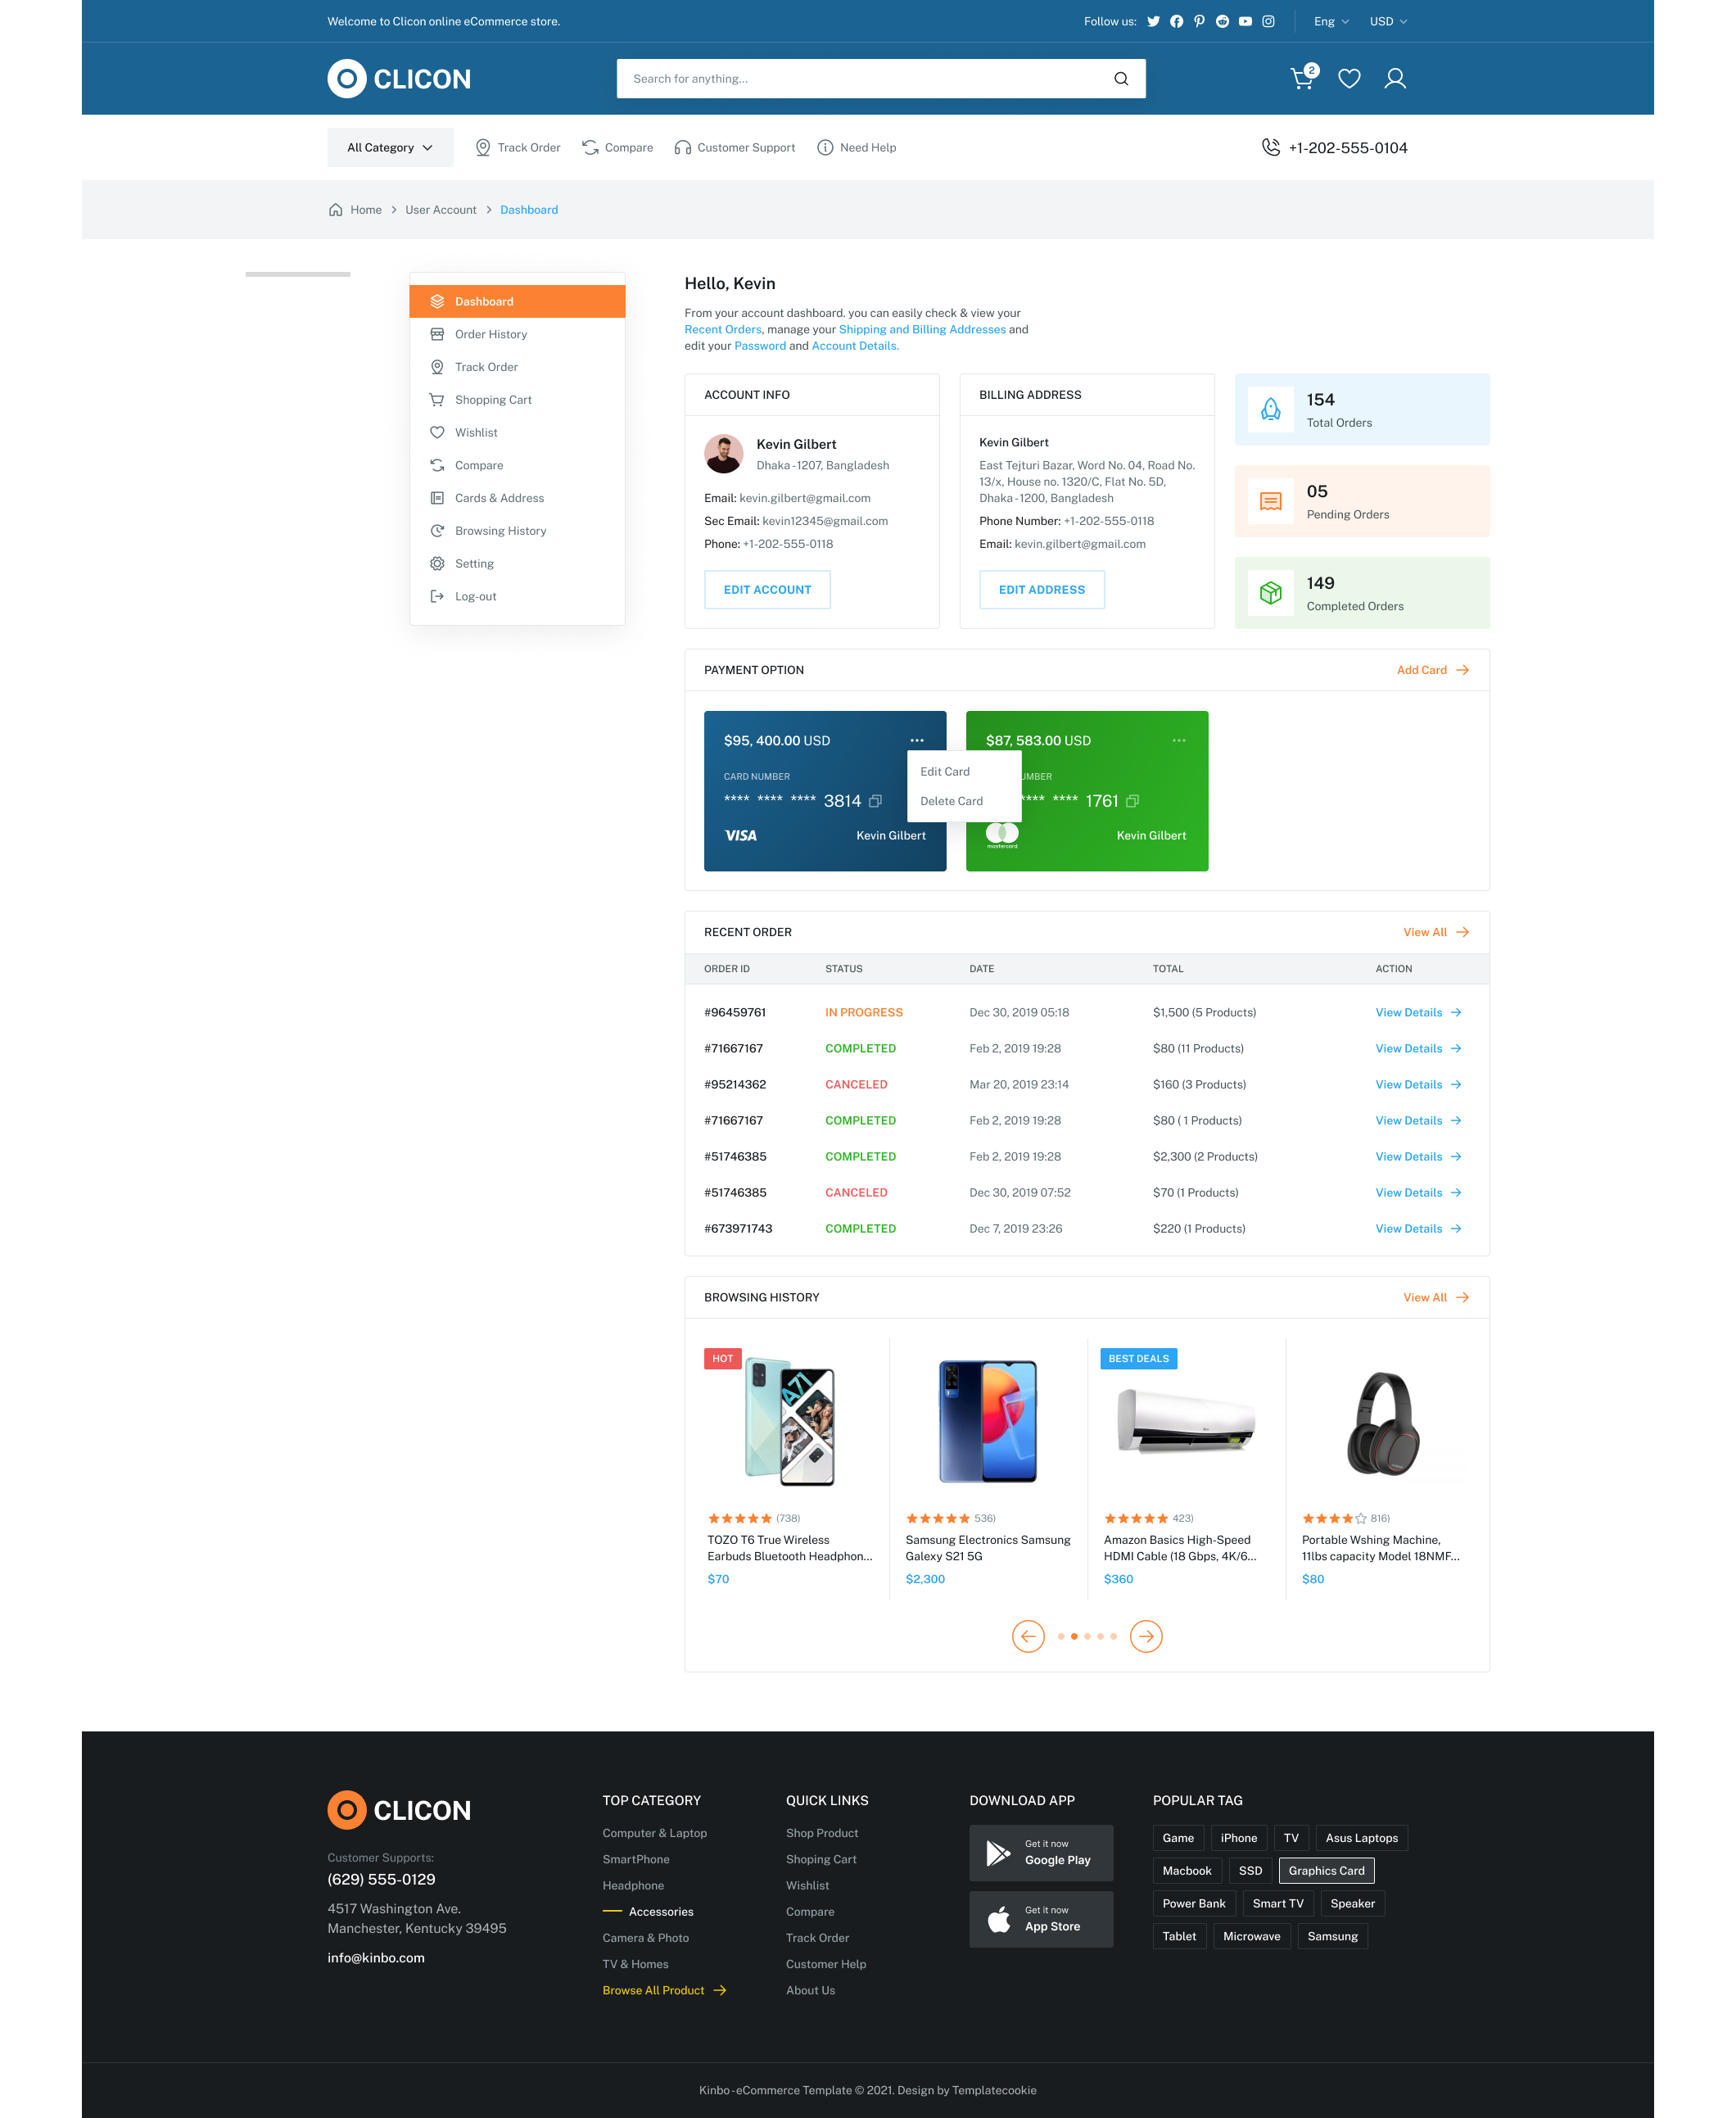 Welcome to Clicon online eCommerce store.
Follow us:
Eng
USD
CLICON
Search for anything...
2
All Category
Track Order
Compare
Customer Support
Need Help
+1-202-555-0104
Home
User Account
Dashboard
Dashboard
Order History
Track Order
Shopping Cart
Wishlist
Compare
Cards & Address
Browsing History
Setting
Log-out
Hello, Kevin
From your account dashboard. you can easily check & view your
Recent Orders, manage your Shipping and Billing Addresses and
edit your Password and Account Details.
ACCOUNT INFO
Kevin Gilbert
Dhaka - 1207, Bangladesh
Email: kevin.gilbert@gmail.com
Sec Email: kevin12345@gmail.com
Phone: +1-202-555-0118
EDIT ACCOUNT
BILLING ADDRESS
Kevin Gilbert
East Tejturi Bazar, Word No. 04, Road No.
13/x, House no. 1320/C, Flat No. 5D,
Dhaka - 1200, Bangladesh
Phone Number: +1-202-555-0118
Email: kevin.gilbert@gmail.com
EDIT ADDRESS
154
Total Orders
05
Pending Orders
149
Completed Orders
PAYMENT OPTION
Add Card
$95, 400.00 USD
CARD NUMBER
**** **** **** 3814
VISA
Kevin Gilbert
Edit Card
Delete Card
$87, 583.00 USD
UMBER
**** **** 1761
mastercard
Kevin Gilbert
RECENT ORDER
View All
ORDER ID STATUS DATE TOTAL ACTION
#96459761 IN PROGRESS Dec 30, 2019 05:18 $1,500 (5 Products) View Details
#71667167 COMPLETED Feb 2, 2019 19:28 $80 (11 Products) View Details
#95214362 CANCELED Mar 20, 2019 23:14 $160 (3 Products) View Details
#71667167 COMPLETED Feb 2, 2019 19:28 $80 ( 1 Products) View Details
#51746385 COMPLETED Feb 2, 2019 19:28 $2,300 (2 Products) View Details
#51746385 CANCELED Dec 30, 2019 07:52 $70 (1 Products) View Details
#673971743 COMPLETED Dec 7, 2019 23:26 $220 (1 Products) View Details
BROWSING HISTORY
View All
HOT
A71
(738)
TOZO T6 True Wireless
Earbuds Bluetooth Headphon...
$70
536)
Samsung Electronics Samsung
Galexy S21 5G
$2,300
BEST DEALS
423)
Amazon Basics High-Speed
HDMI Cable (18 Gbps, 4K/6...
$360
816)
Portable Wshing Machine,
11lbs capacity Model 18NMF...
$80
CLICON
Customer Supports:
(629) 555-0129
4517 Washington Ave.
Manchester, Kentucky 39495
info@kinbo.com
TOP CATEGORY
Computer & Laptop
SmartPhone
Headphone
Accessories
Camera & Photo
TV & Homes
Browse All Product
QUICK LINKS
Shop Product
Shoping Cart
Wishlist
Compare
Track Order
Customer Help
About Us
DOWNLOAD APP
Get it now
Google Play
Get it now
App Store
POPULAR TAG
Game iPhone TV Asus Laptops
Macbook SSD Graphics Card
Power Bank Smart TV Speaker
Tablet Microwave Samsung
Kinbo - eCommerce Template © 2021. Design by Templatecookie